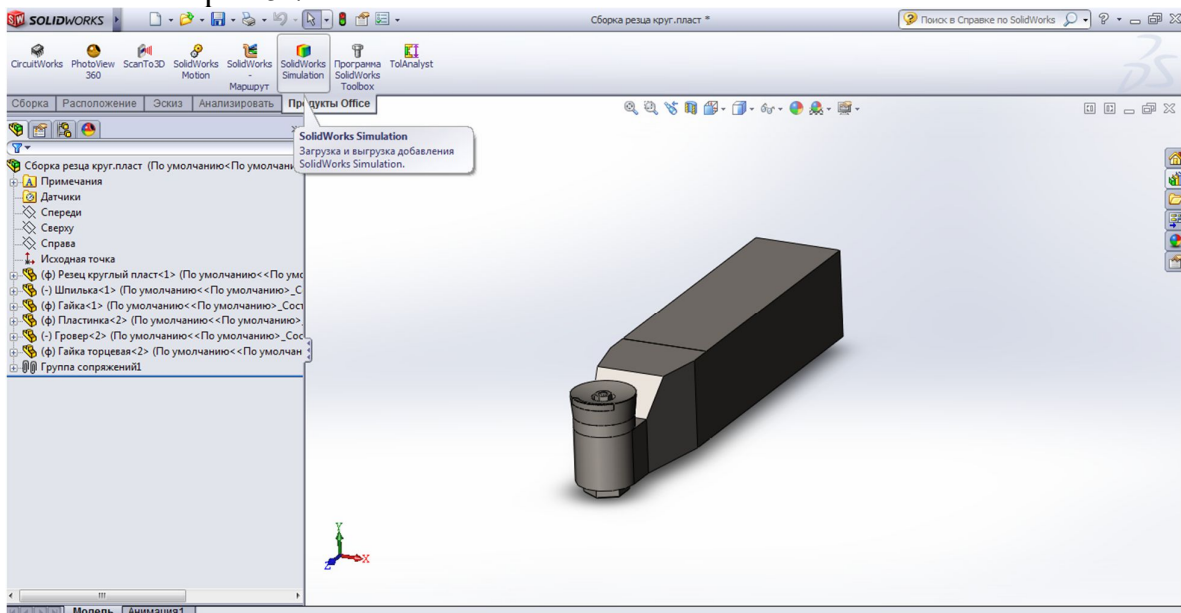 SOLIDWORKS
Сборка резца круг.пласт *
Поиск в Справке по SolidWorks
CircuitWorks
PhotoView 360
ScanTo3D
SolidWorks Motion
SolidWorks - Маршрут
SolidWorks Simulation
Программа SolidWorks Toolbox
TolAnalyst
Сборка
Расположение
Эскиз
Анализировать
Продукты Office
SolidWorks Simulation
Загрузка и выгрузка добавления
SolidWorks Simulation.
Сборка резца круг.пласт (По умолчанию<По умолчани
Примечания
Датчики
Спереди
Сверху
Справа
Исходная точка
(ф) Резец круглый пласт<1> (По умолчанию<<По умо
(-) Шпилька<1> (По умолчанию<<По умолчанию>_С
(ф) Гайка<1> (По умолчанию<<По умолчанию>_Сост
(ф) Пластинка<2> (По умолчанию<<По умолчанию>
(-) Гровер<2> (По умолчанию<<По умолчанию>_Сос
(ф) Гайка торцевая<2> (По умолчанию<<По умолчан
Группа сопряжений1
Y
X
Z
Модель
Анимация1